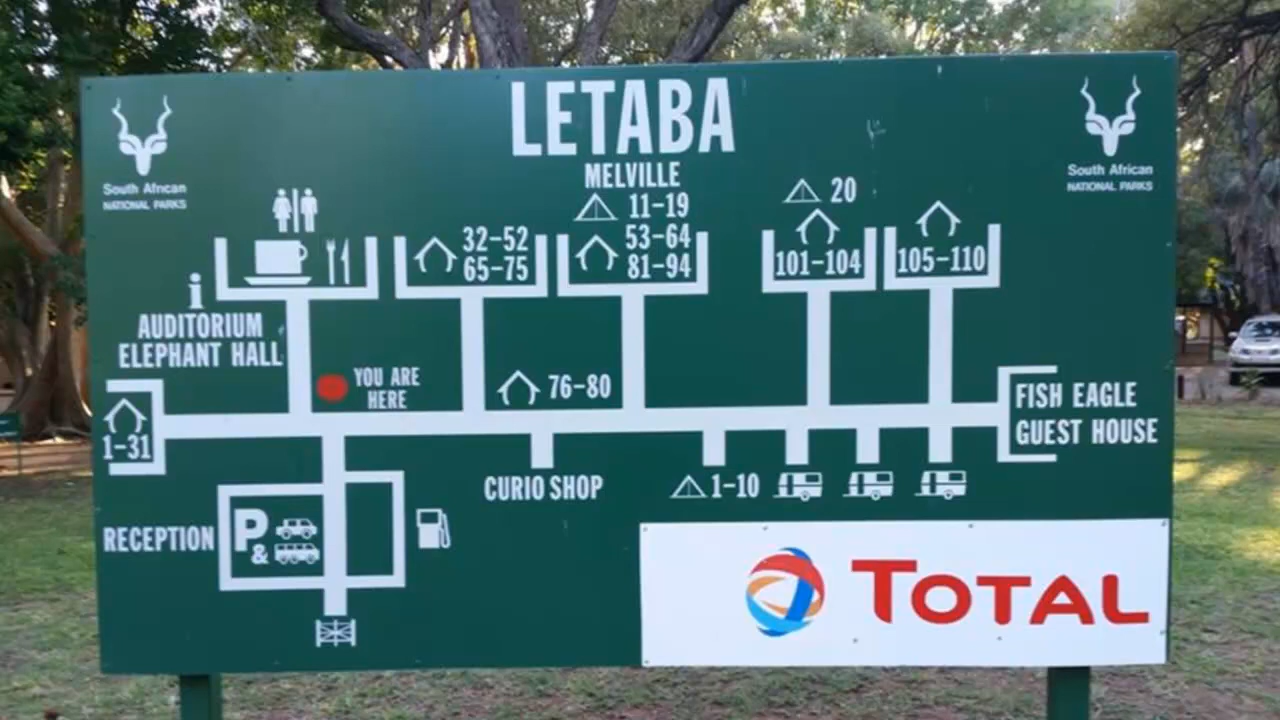 LETABA
South African
NATIONAL PARKS
South African
NATIONAL PARKS
MELVILLE
11-19
53-64
81-94
20
32-52
65-75
101-104
105-110
i
AUDITORIUM
ELEPHANT HALL
YOU ARE
HERE
76-80
1-31
FISH EAGLE
GUEST HOUSE
CURIO SHOP
1-10
RECEPTION
P
&
TOTAL